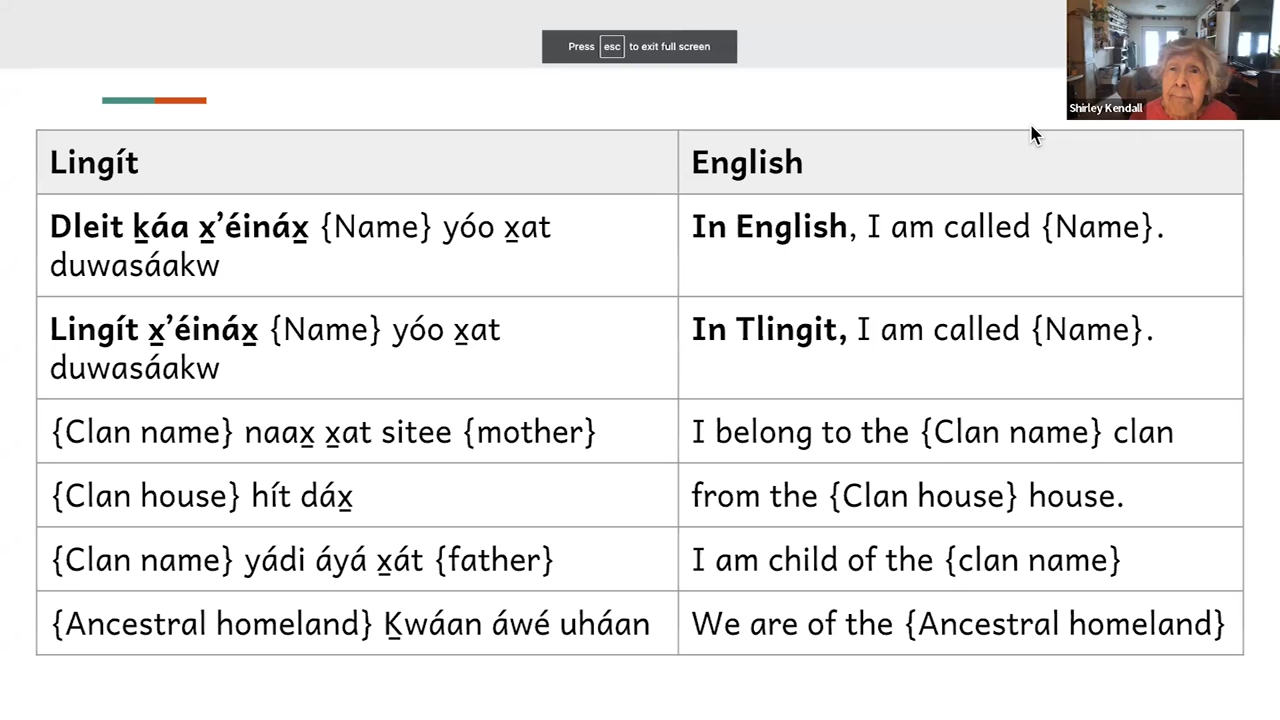 Press esc to exit full screen
Shirley Kendall
Lingít
English
Dleit ḵáa x̱’éináx̱ {Name} yóo x̱at
duwasáakw
In English, I am called {Name}.
Lingít x̱’éináx̱ {Name} yóo x̱at
duwasáakw
In Tlingit, I am called {Name}.
{Clan name} naax̱ x̱at sitee {mother}
I belong to the {Clan name} clan
{Clan house} hít dáx̱
from the {Clan house} house.
{Clan name} yádi áyá x̱át {father}
I am child of the {clan name}
{Ancestral homeland} Ḵwáan áwé uháan
We are of the {Ancestral homeland}